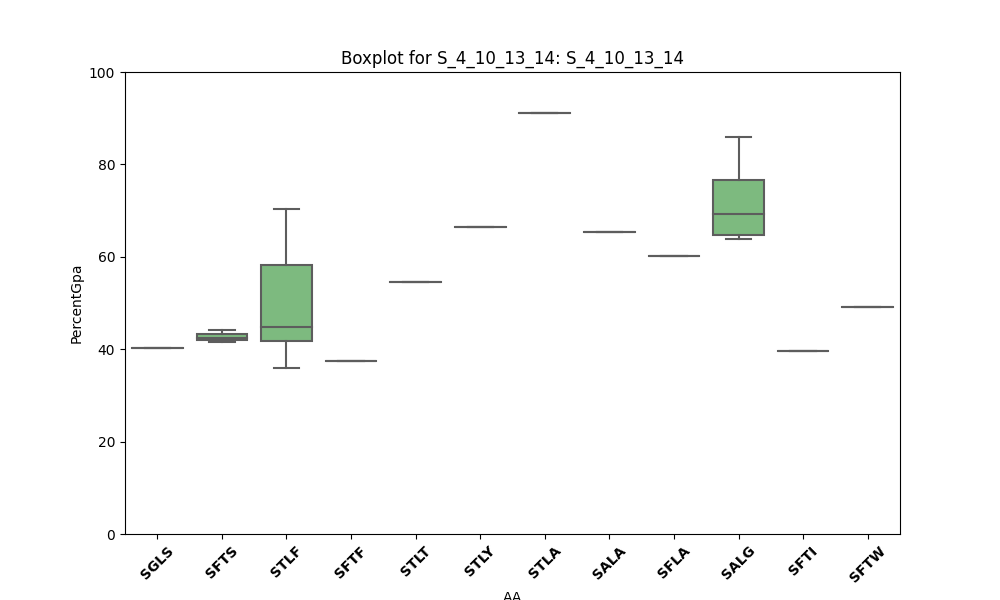 Boxplot for S_4_10_13_14: S_4_10_13_14
PercentGpa
100
80
60
40
20
0
SGLS SFTS STLF SFTF STLT STLY STLA SALA SFLA SALG SFTI SFTW
AA